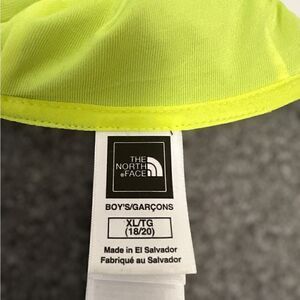 THE
NORTH
FACE
BOY'S/GARÇONS
XL/TG
(18/20)
Made in El Salvador
Fabriqué au Salvador